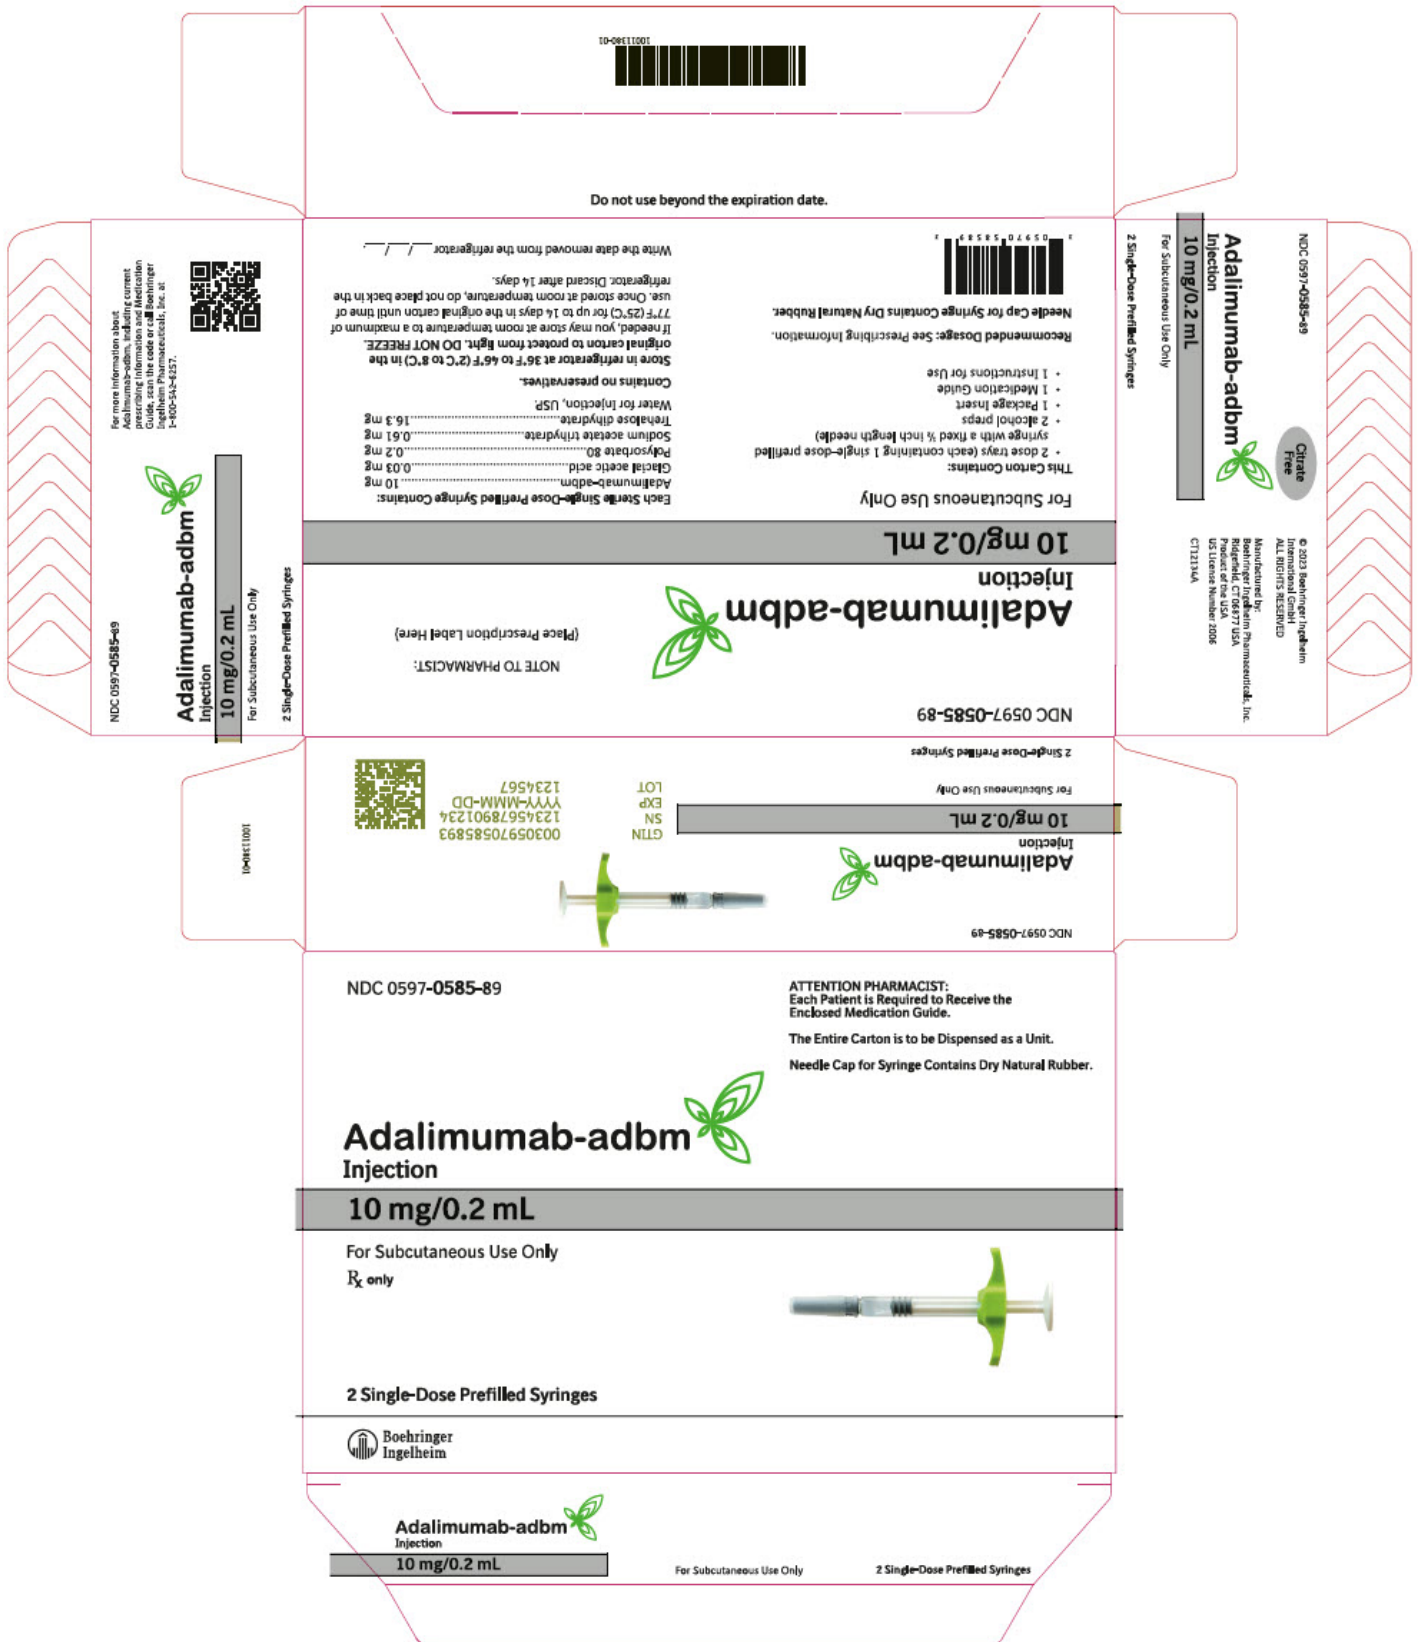 10011380-01
Do not use beyond the expiration date.
For more information about
Adalimumab-adbm, including current
prescribing information and Medication
Guide, scan the code or call Boehringer
Ingelheim Pharmaceuticals, Inc. at
1-800-542-6257.
NDC 0597-0585-89
Adalimumab-adbm
Injection
10 mg/0.2 mL
For Subcutaneous Use Only
2 Single-Dose Prefilled Syringes
NDC 0597-0585-89
Adalimumab-adbm
Injection
10 mg/0.2 mL
For Subcutaneous Use Only
This Carton Contains:
• 2 dose trays (each containing 1 single-dose prefilled
syringe with a fixed ½ inch length needle)
• 2 alcohol preps
• 1 Package Insert
• 1 Medication Guide
• 1 Instructions for Use
Recommended Dosage: See Prescribing Information.
Needle Cap for Syringe Contains Dry Natural Rubber.
3 0597058589 3
NOTE TO PHARMACIST:
(Place Prescription Label Here)
Each Sterile Single-Dose Prefilled Syringe Contains:
Adalimumab-adbm.....10 mg
Glacial acetic acid.....0.03 mg
Polysorbate 80.....0.2 mg
Sodium acetate trihydrate.....0.61 mg
Trehalose dihydrate.....16.3 mg
Water for Injection, USP.
Contains no preservatives.
Store in refrigerator at 36°F to 46°F (2°C to 8°C) in the
original carton to protect from light. DO NOT FREEZE.
If needed, you may store at room temperature to a maximum of
77°F (25°C) for up to 14 days in the original carton until time of
use. Once stored at room temperature, do not place back in the
refrigerator. Discard after 14 days.
Write the date removed from the refrigerator ___/___/___.
NDC 0597-0585-89
Adalimumab-adbm
Injection
10 mg/0.2 mL
For Subcutaneous Use Only
2 Single-Dose Prefilled Syringes
Citrate
Free
© 2023 Boehringer Ingelheim
International GmbH
ALL RIGHTS RESERVED
Manufactured by:
Boehringer Ingelheim Pharmaceuticals, Inc.
Ridgefield, CT 06877 USA
Product of the USA
US License Number 2006
CT12134A
10011380-01
NDC 0597-0585-89
Adalimumab-adbm
Injection
10 mg/0.2 mL
For Subcutaneous Use Only
2 Single-Dose Prefilled Syringes
GTIN 00305970585893
SN 12345678901234
EXP YYYY-MMM-DD
LOT 1234567
NDC 0597-0585-89
ATTENTION PHARMACIST:
Each Patient is Required to Receive the
Enclosed Medication Guide.
The Entire Carton is to be Dispensed as a Unit.
Needle Cap for Syringe Contains Dry Natural Rubber.
Adalimumab-adbm
Injection
10 mg/0.2 mL
For Subcutaneous Use Only
Rx only
2 Single-Dose Prefilled Syringes
Boehringer
Ingelheim
Adalimumab-adbm
Injection
10 mg/0.2 mL
For Subcutaneous Use Only
2 Single-Dose Prefilled Syringes